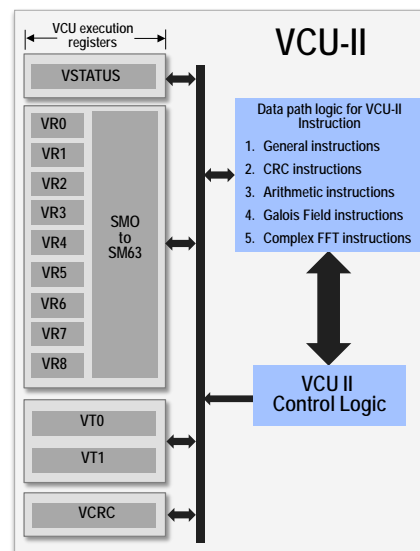 VCU execution
registers
VCU-II
VSTATUS
VR0
VR1
VR2
VR3
VR4
VR5
VR6
VR7
VR8
SMO
to
SM63
VT0
VT1
VCRC
Data path logic for VCU-II
Instruction
1. General instructions
2. CRC instructions
3. Arithmetic instructions
4. Galois Field instructions
5. Complex FFT instructions
VCU II
Control Logic